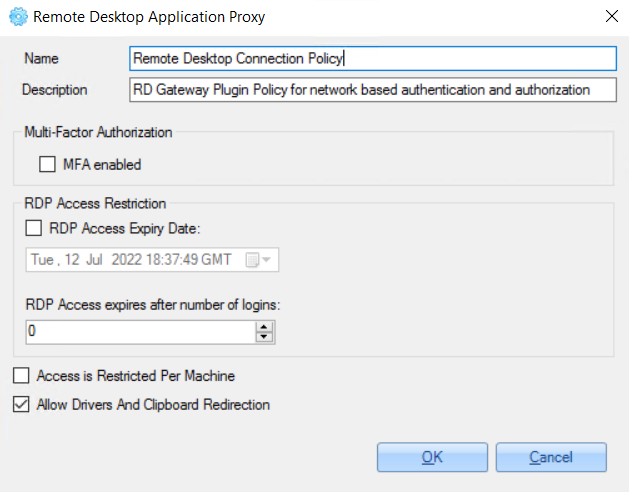 Remote Desktop Application Proxy
Name
Remote Desktop Connection Policy
Description
RD Gateway Plugin Policy for network based authentication and authorization
Multi-Factor Authorization
MFA enabled
RDP Access Restriction
RDP Access Expiry Date:
Tue , 12 Jul 2022 18:37:49 GMT
RDP Access expires after number of logins:
0
Access is Restricted Per Machine
Allow Drivers And Clipboard Redirection
OK
Cancel